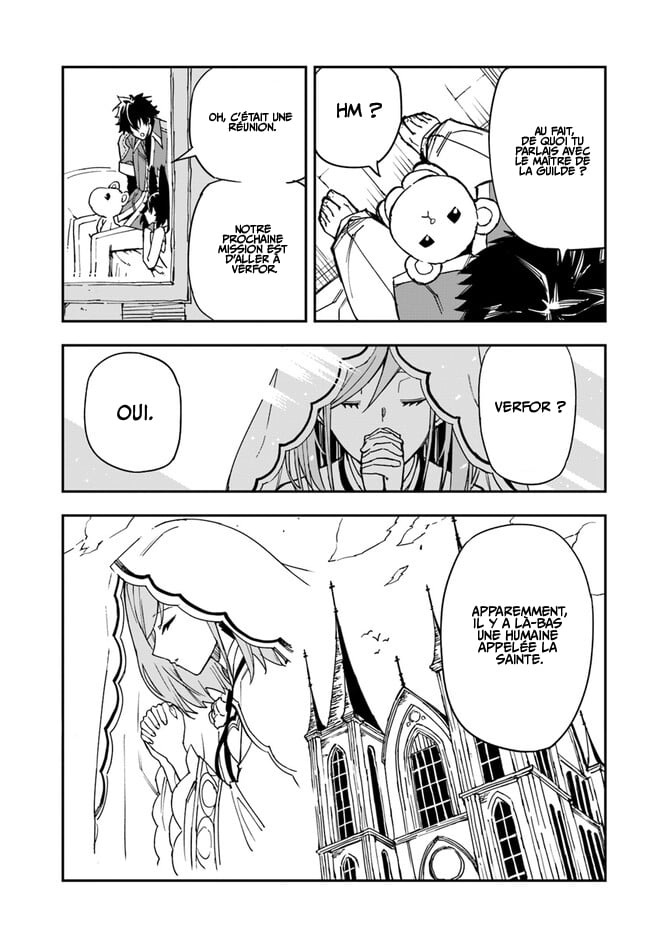 AU FAIT,
DE QUOI TU
PARLAIS AVEC
LE MAÎTRE DE
LA GUILDE ?
HM ?
OH, C'ÉTAIT UNE
RÉUNION.
NOTRE
PROCHAINE
MISSION EST
D'ALLER À
VERFOR.
VERFOR ?
OUI.
APPAREMMENT,
IL Y A LÀ-BAS
UNE HUMAINE
APPELÉE LA
SAINTE.